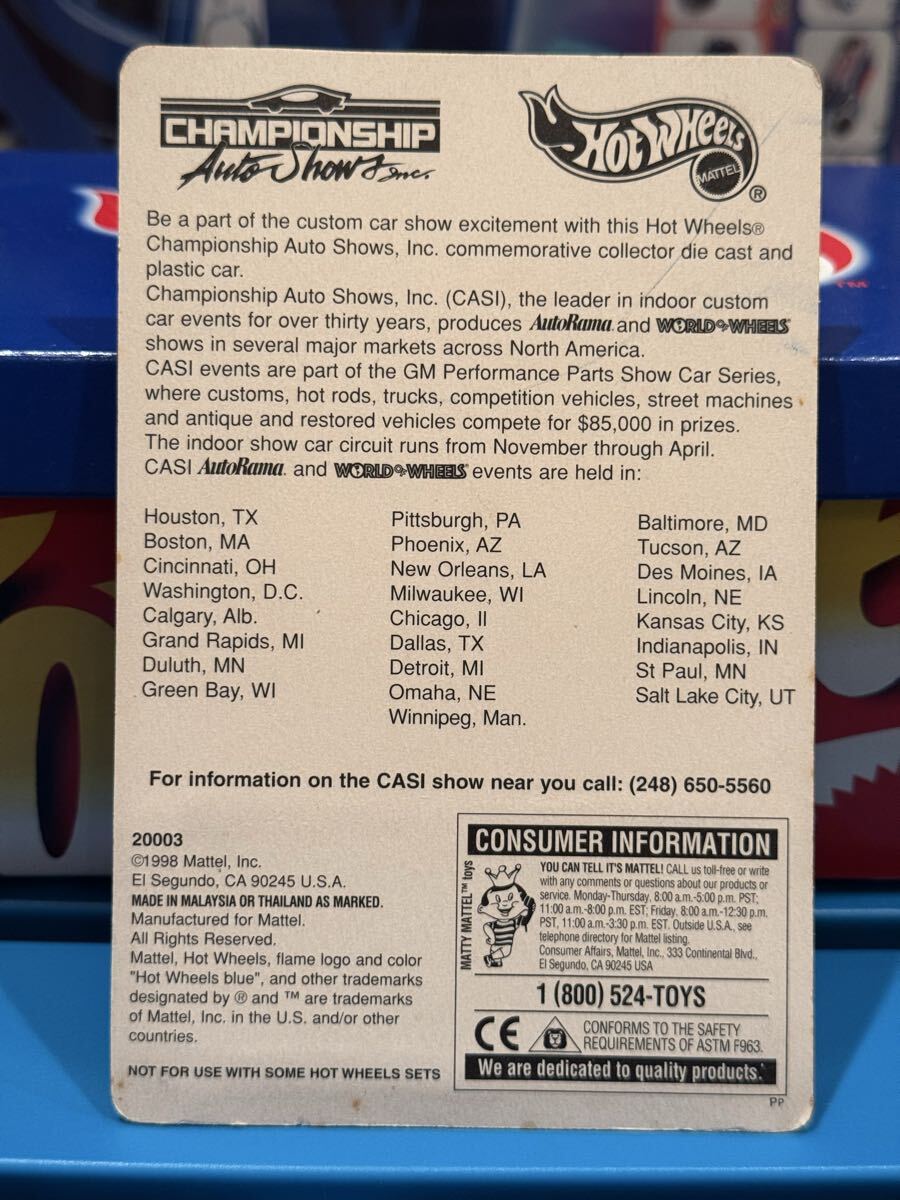 CHAMPIONSHIP
Auto Shows Inc.
HOT WHEELS
MATTEL
®
Be a part of the custom car show excitement with this Hot Wheels®
Championship Auto Shows, Inc. commemorative collector die cast and
plastic car.
Championship Auto Shows, Inc. (CASI), the leader in indoor custom
car events for over thirty years, produces AutoRama. and WORLD OF WHEELS
shows in several major markets across North America.
CASI events are part of the GM Performance Parts Show Car Series,
where customs, hot rods, trucks, competition vehicles, street machines
and antique and restored vehicles compete for $85,000 in prizes.
The indoor show car circuit runs from November through April.
CASI AutoRama. and WORLD OF WHEELS events are held in:
Houston, TX
Boston, MA
Cincinnati, OH
Washington, D.C.
Calgary, Alb.
Grand Rapids, MI
Duluth, MN
Green Bay, WI
Pittsburgh, PA
Phoenix, AZ
New Orleans, LA
Milwaukee, WI
Chicago, Il
Dallas, TX
Detroit, MI
Omaha, NE
Winnipeg, Man.
Baltimore, MD
Tucson, AZ
Des Moines, IA
Lincoln, NE
Kansas City, KS
Indianapolis, IN
St Paul, MN
Salt Lake City, UT
For information on the CASI show near you call: (248) 650-5560
20003
©1998 Mattel, Inc.
El Segundo, CA 90245 U.S.A.
MADE IN MALAYSIA OR THAILAND AS MARKED.
Manufactured for Mattel.
All Rights Reserved.
Mattel, Hot Wheels, flame logo and color
"Hot Wheels blue", and other trademarks
designated by ® and ™ are trademarks
of Mattel, Inc. in the U.S. and/or other
countries.
NOT FOR USE WITH SOME HOT WHEELS SETS
CONSUMER INFORMATION
MATTY MATTEL™ toys
YOU CAN TELL IT'S MATTEL! CALL us toll-free or write
with any comments or questions about our products or
service. Monday-Thursday, 8:00 a.m.-5:00 p.m. PST;
11:00 a.m.-8:00 p.m. EST; Friday, 8:00 a.m.-12:30 p.m.
PST, 11:00 a.m.-3:30 p.m. EST. Outside U.S.A., see
telephone directory for Mattel listing.
Consumer Affairs, Mattel, Inc., 333 Continental Blvd.,
El Segundo, CA 90245 USA
1 (800) 524-TOYS
CE
CONFORMS TO THE SAFETY
REQUIREMENTS OF ASTM F963.
We are dedicated to quality products.
PP